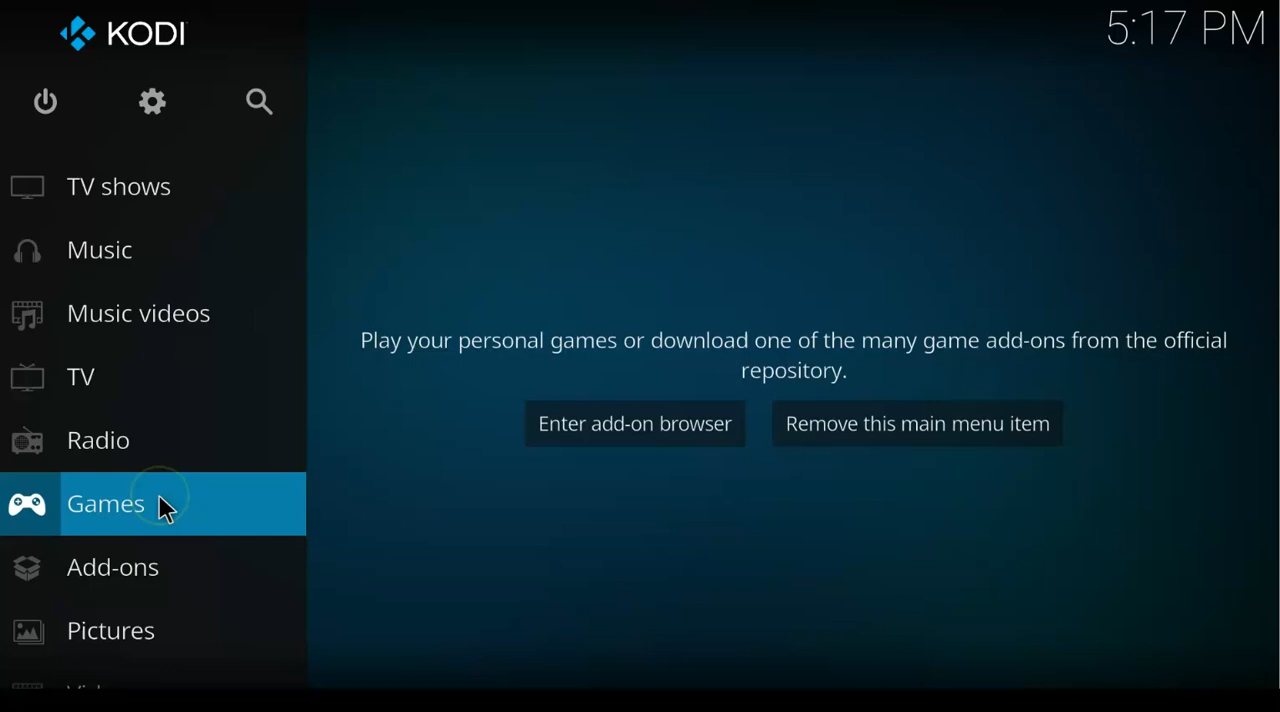 KODI
5:17 PM
TV shows
Music
Music videos
TV
Radio
Games
Add-ons
Pictures
Play your personal games or download one of the many game add-ons from the official
repository.
Enter add-on browser
Remove this main menu item